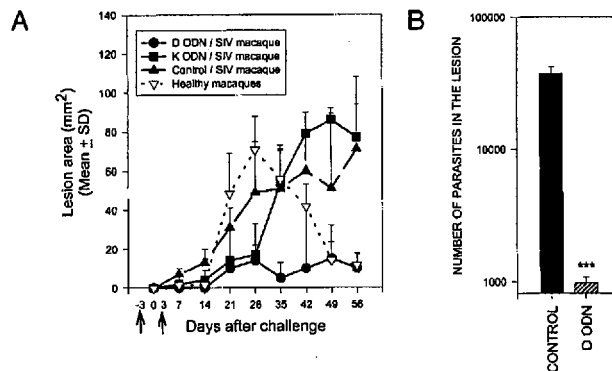 A
D ODN / SIV macaque
K ODN / SIV macaque
Control / SIV macaque
Healthy macaques
Lesion area (mm2)
(Mean ± SD)
140
120
100
80
60
40
20
0
-3 0 3 7 14 21 28 35 42 49 56
Days after challenge
B
NUMBER OF PARASITES IN THE LESION
100000
10000
1000
***
CONTROL
D ODN